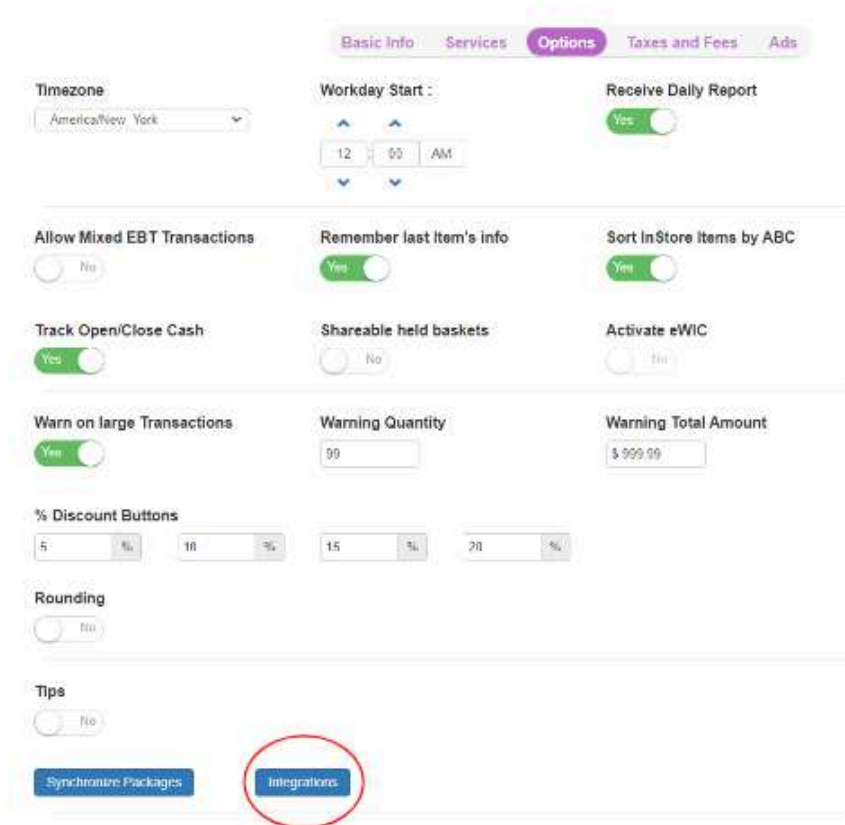 Basic Info Services Options Taxes and Fees Ads
Timezone Workday Start : Receive Daily Report
America/New York Yes
12 : 00 AM
Allow Mixed EBT Transactions Remember last Item's info Sort InStore Items by ABC
No Yes Yes
Track Open/Close Cash Shareable held baskets Activate eWIC
Yes No No
Warn on large Transactions Warning Quantity Warning Total Amount
Yes 99 $ 999.99
% Discount Buttons
5 % 10 % 15 % 20 %
Rounding
No
Tips
No
Synchronize Packages Integrations